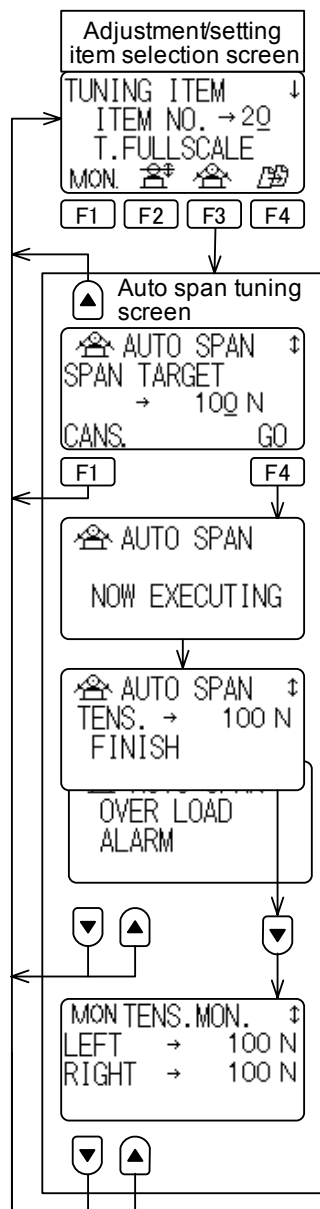 Adjustment/setting
item selection screen
TUNING ITEM ↓
ITEM NO. →20
T.FULLSCALE
MON.
F1 F2 F3 F4
Auto span tuning
screen
AUTO SPAN ↕
SPAN TARGET
→ 100 N
CANS. GO
F1 F4
AUTO SPAN
NOW EXECUTING
AUTO SPAN ↕
TENS. → 100 N
FINISH
OVER LOAD
ALARM
MON TENS.MON. ↕
LEFT → 100 N
RIGHT → 100 N